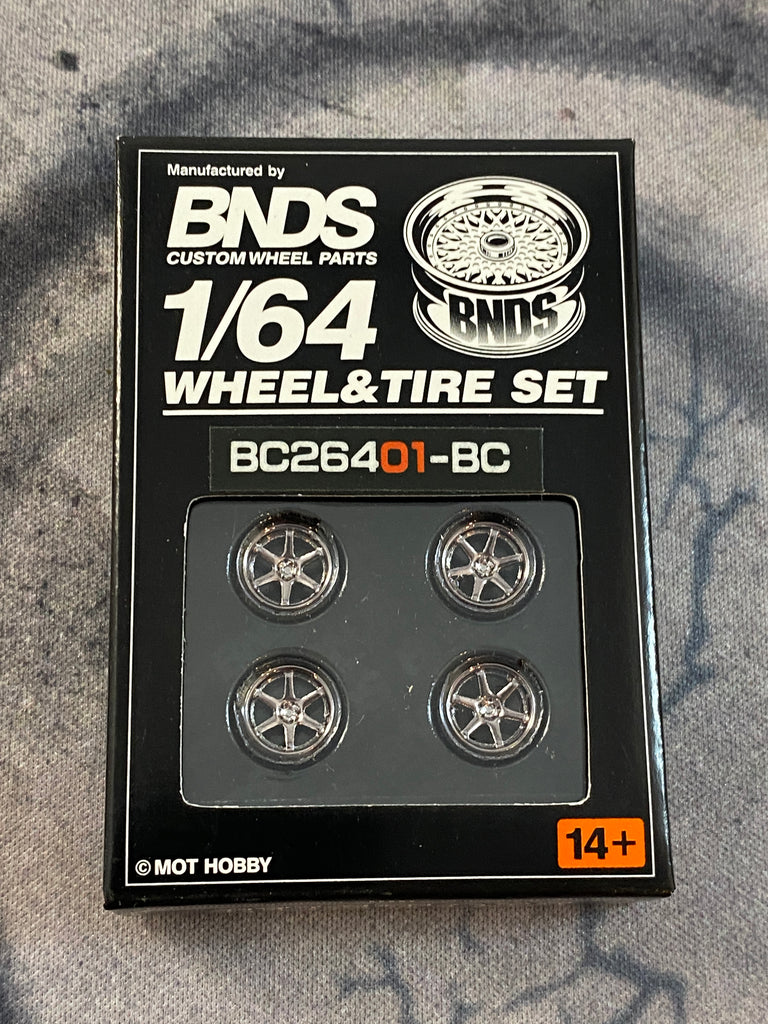 Manufactured by
BNDS
CUSTOM WHEEL PARTS
BNDS
1/64
WHEEL&TIRE SET
BC26401-BC
14+
© MOT HOBBY